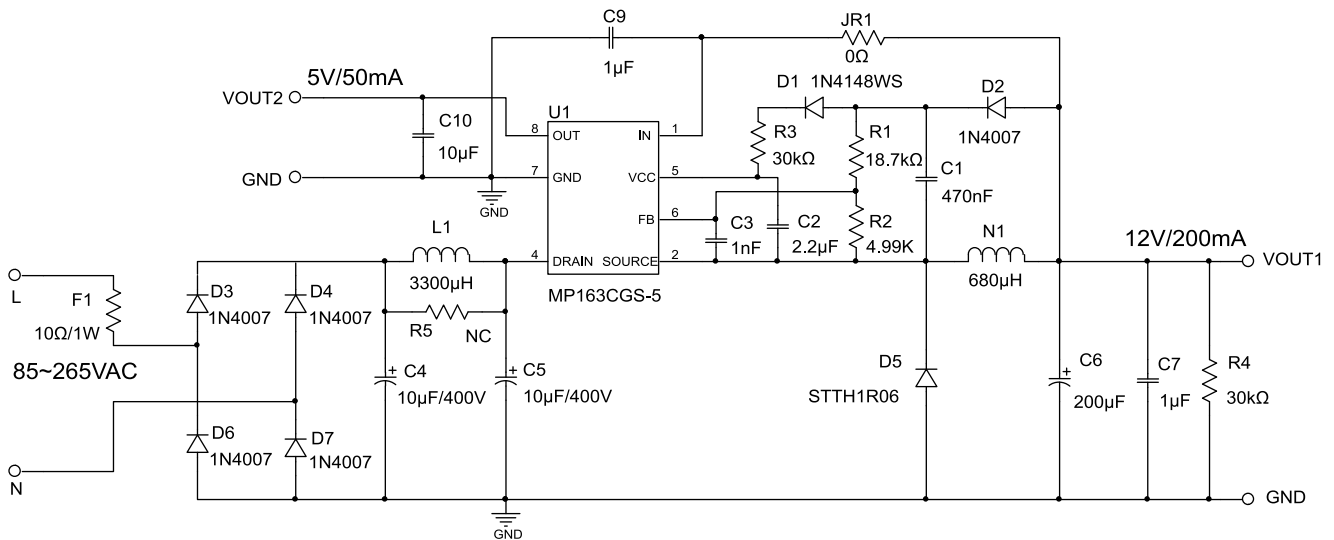 C9
1µF
JR1
0Ω
5V/50mA
VOUT2
C10
10µF
GND
GND
U1
8
OUT
IN
1
7
GND
VCC
5
FB
6
4
DRAIN
SOURCE
2
MP163CGS-5
D1
1N4148WS
D2
1N4007
R3
30kΩ
R1
18.7kΩ
C1
470nF
C3
1nF
C2
2.2µF
R2
4.99K
N1
680µH
12V/200mA
VOUT1
L1
3300µH
R5
NC
L
F1
10Ω/1W
85~265VAC
N
D3
1N4007
D4
1N4007
D6
1N4007
D7
1N4007
C4
10µF/400V
C5
10µF/400V
D5
STTH1R06
C6
200µF
C7
1µF
R4
30kΩ
GND
GND